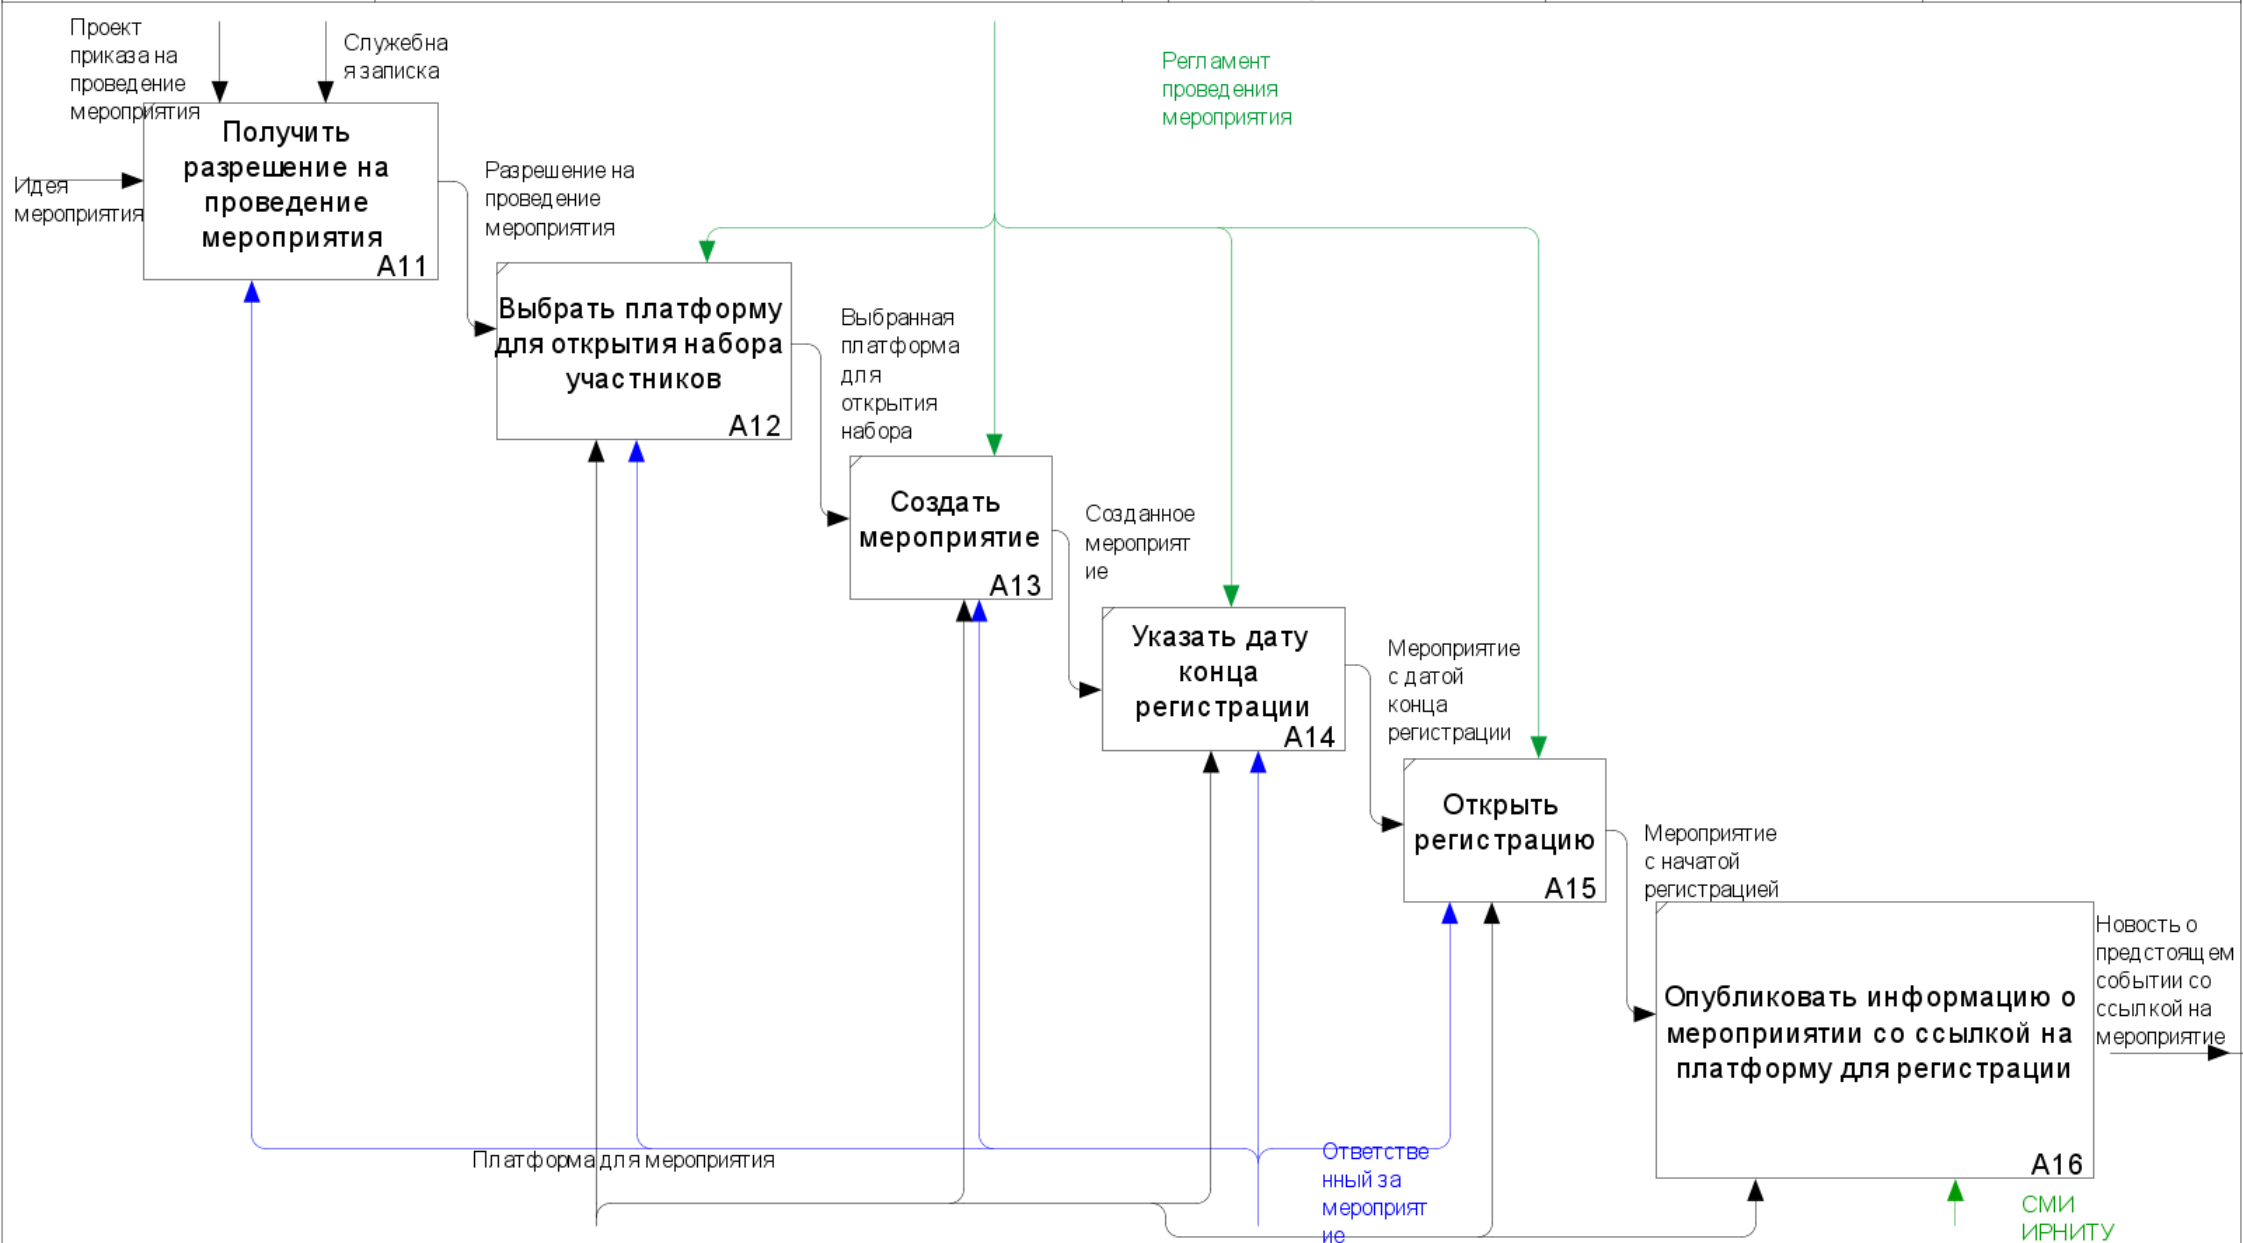 Проект
приказа на
проведение
мероприятия
Служебна
я записка
Регламент
проведения
мероприятия
Идея
мероприятия
Получить
разрешение на
проведение
мероприятия
A11
Разрешение на
проведение
мероприятия
Выбрать платформу
для открытия набора
участников
A12
Выбранная
платформа
для
открытия
набора
Создать
мероприятие
A13
Созданное
мероприят
ие
Указать дату
конца
регистрации
A14
Мероприятие
с датой
конца
регистрации
Открыть
регистрацию
A15
Мероприятие
с начатой
регистрацией
Опубликовать информацию о
мероприиятии со ссылкой на
платформу для регистрации
A16
Новость о
предстоящем
событии со
ссылкой на
мероприятие
Платформа для мероприятия
Ответстве
нный за
мероприят
ие
СМИ
ИРНИТУ